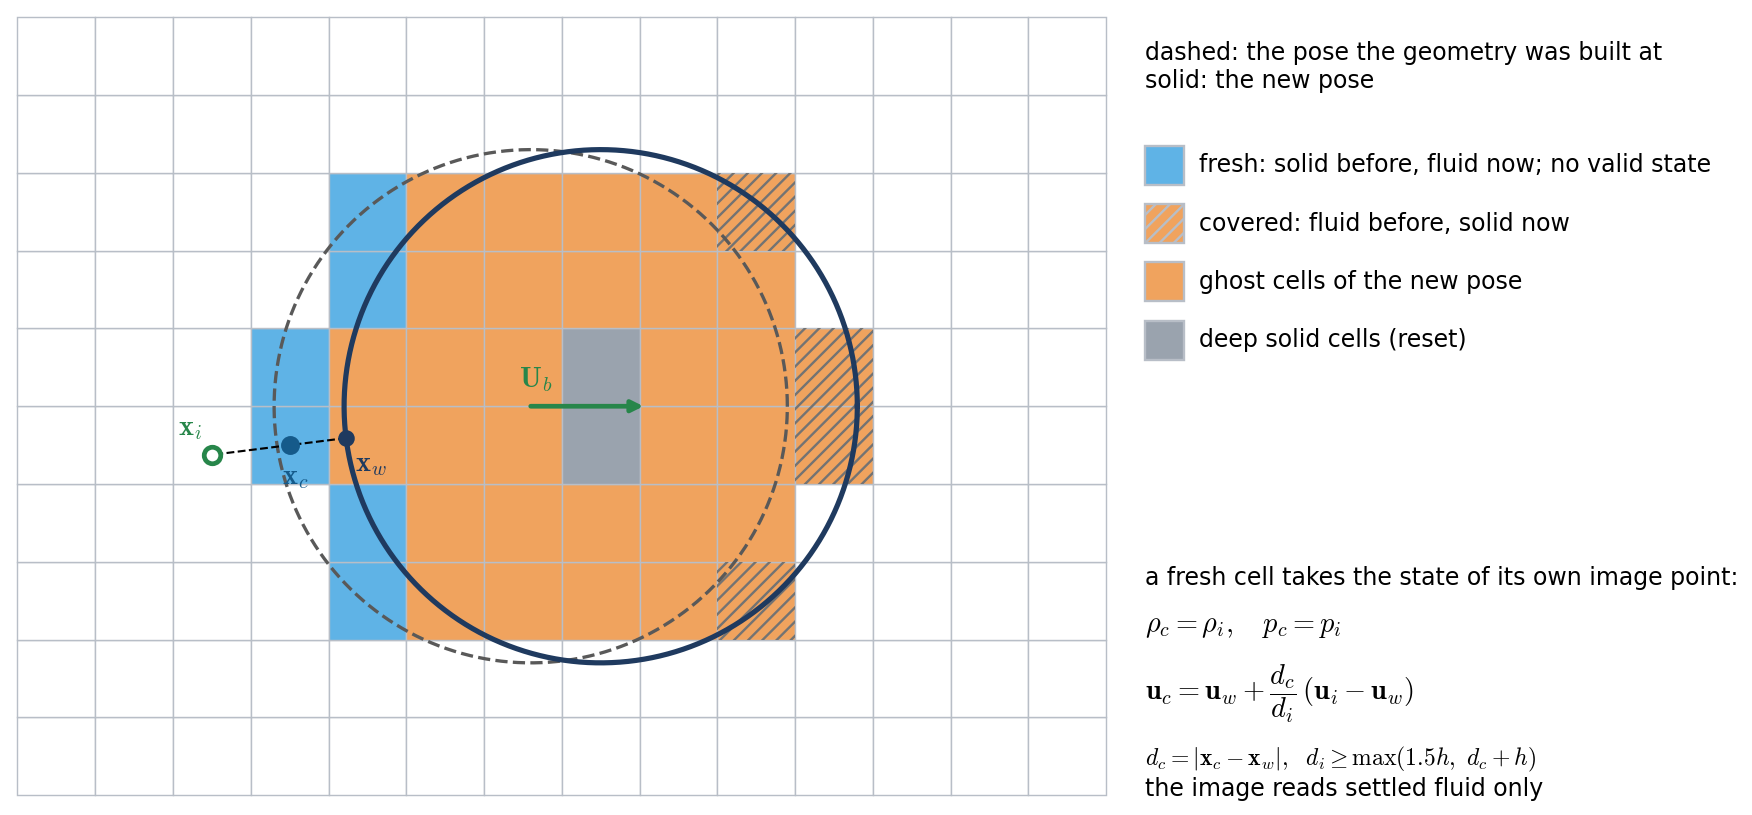 dashed: the pose the geometry was built at
solid: the new pose
fresh: solid before, fluid now; no valid state
covered: fluid before, solid now
ghost cells of the new pose
deep solid cells (reset)
U_b
x_i
x_c
x_w
a fresh cell takes the state of its own image point:
ρ_c = ρ_i, p_c = p_i
u_c = u_w + d_c/d_i (u_i − u_w)
d_c = |x_c − x_w|, d_i ≥ max(1.5h, d_c + h)
the image reads settled fluid only